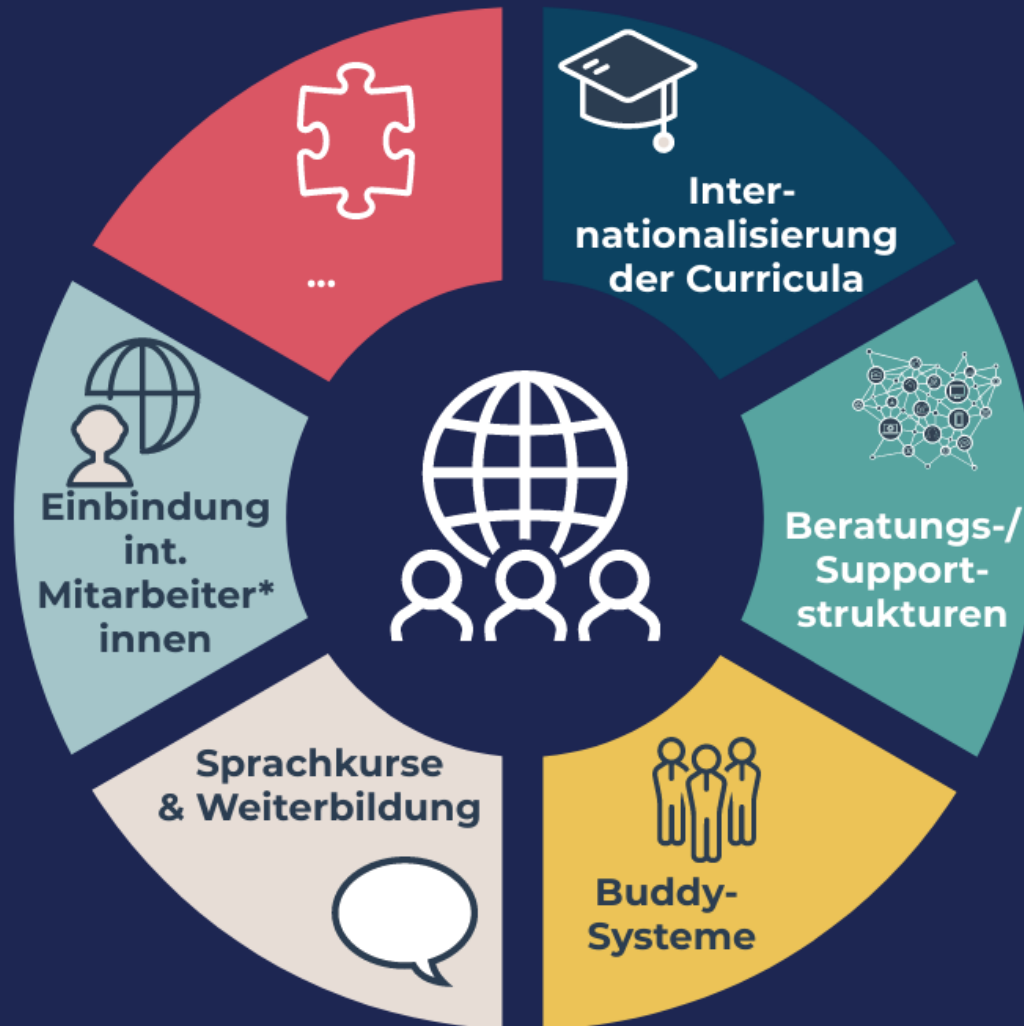 Inter-
nationalisierung
der Curricula
Beratungs-/
Support-
strukturen
Buddy-
Systeme
Sprachkurse
& Weiterbildung
Einbindung
int.
Mitarbeiter*
innen
...